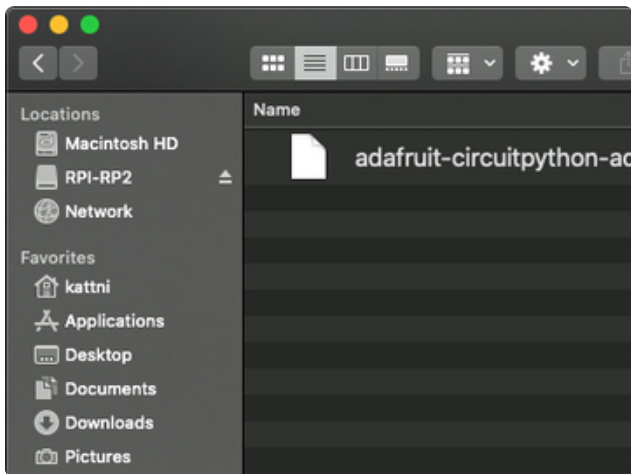 Locations
Macintosh HD
RPI-RP2
Network
Favorites
kattni
Applications
Desktop
Documents
Downloads
Pictures
Name
adafruit-circuitpython-ad